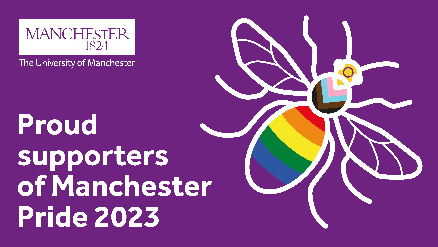 MANCHESTER
1824
The University of Manchester
Proud
supporters
of Manchester
Pride 2023